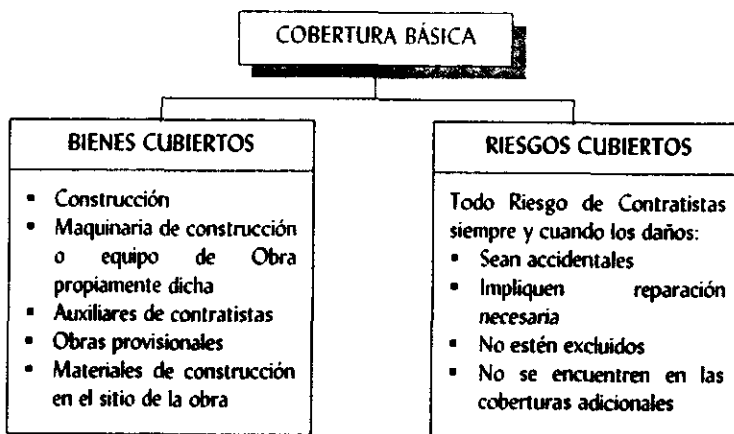 COBERTURA BÁSICA
BIENES CUBIERTOS
▪ Construcción
▪ Maquinaria de construcción
o equipo de Obra
propiamente dicha
▪ Auxiliares de contratistas
▪ Obras provisionales
▪ Materiales de construcción
en el sitio de la obra
RIESGOS CUBIERTOS
Todo Riesgo de Contratistas
siempre y cuando los daños:
▪ Sean accidentales
▪ Impliquen reparación
necesaria
▪ No estén excluidos
▪ No se encuentren en las
coberturas adicionales